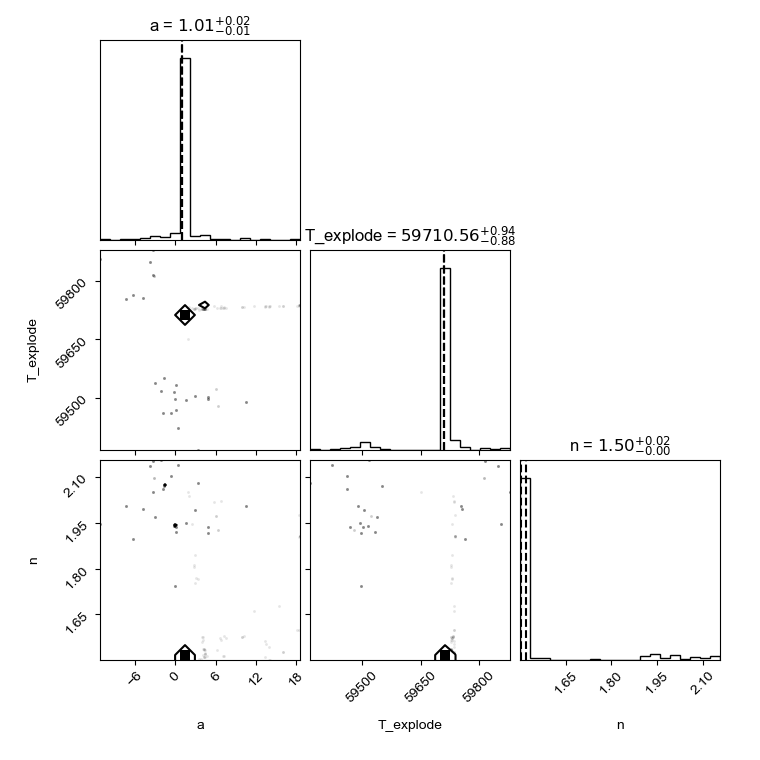 a = 1.01+0.02−0.01
T_explode = 59710.56+0.94−0.88
59800
59650
59500
T_explode
n = 1.50+0.02−0.00
2.10
1.95
1.80
1.65
n
−6 0 6 12 18
59500 59650 59800
1.65 1.80 1.95 2.10
a T_explode n